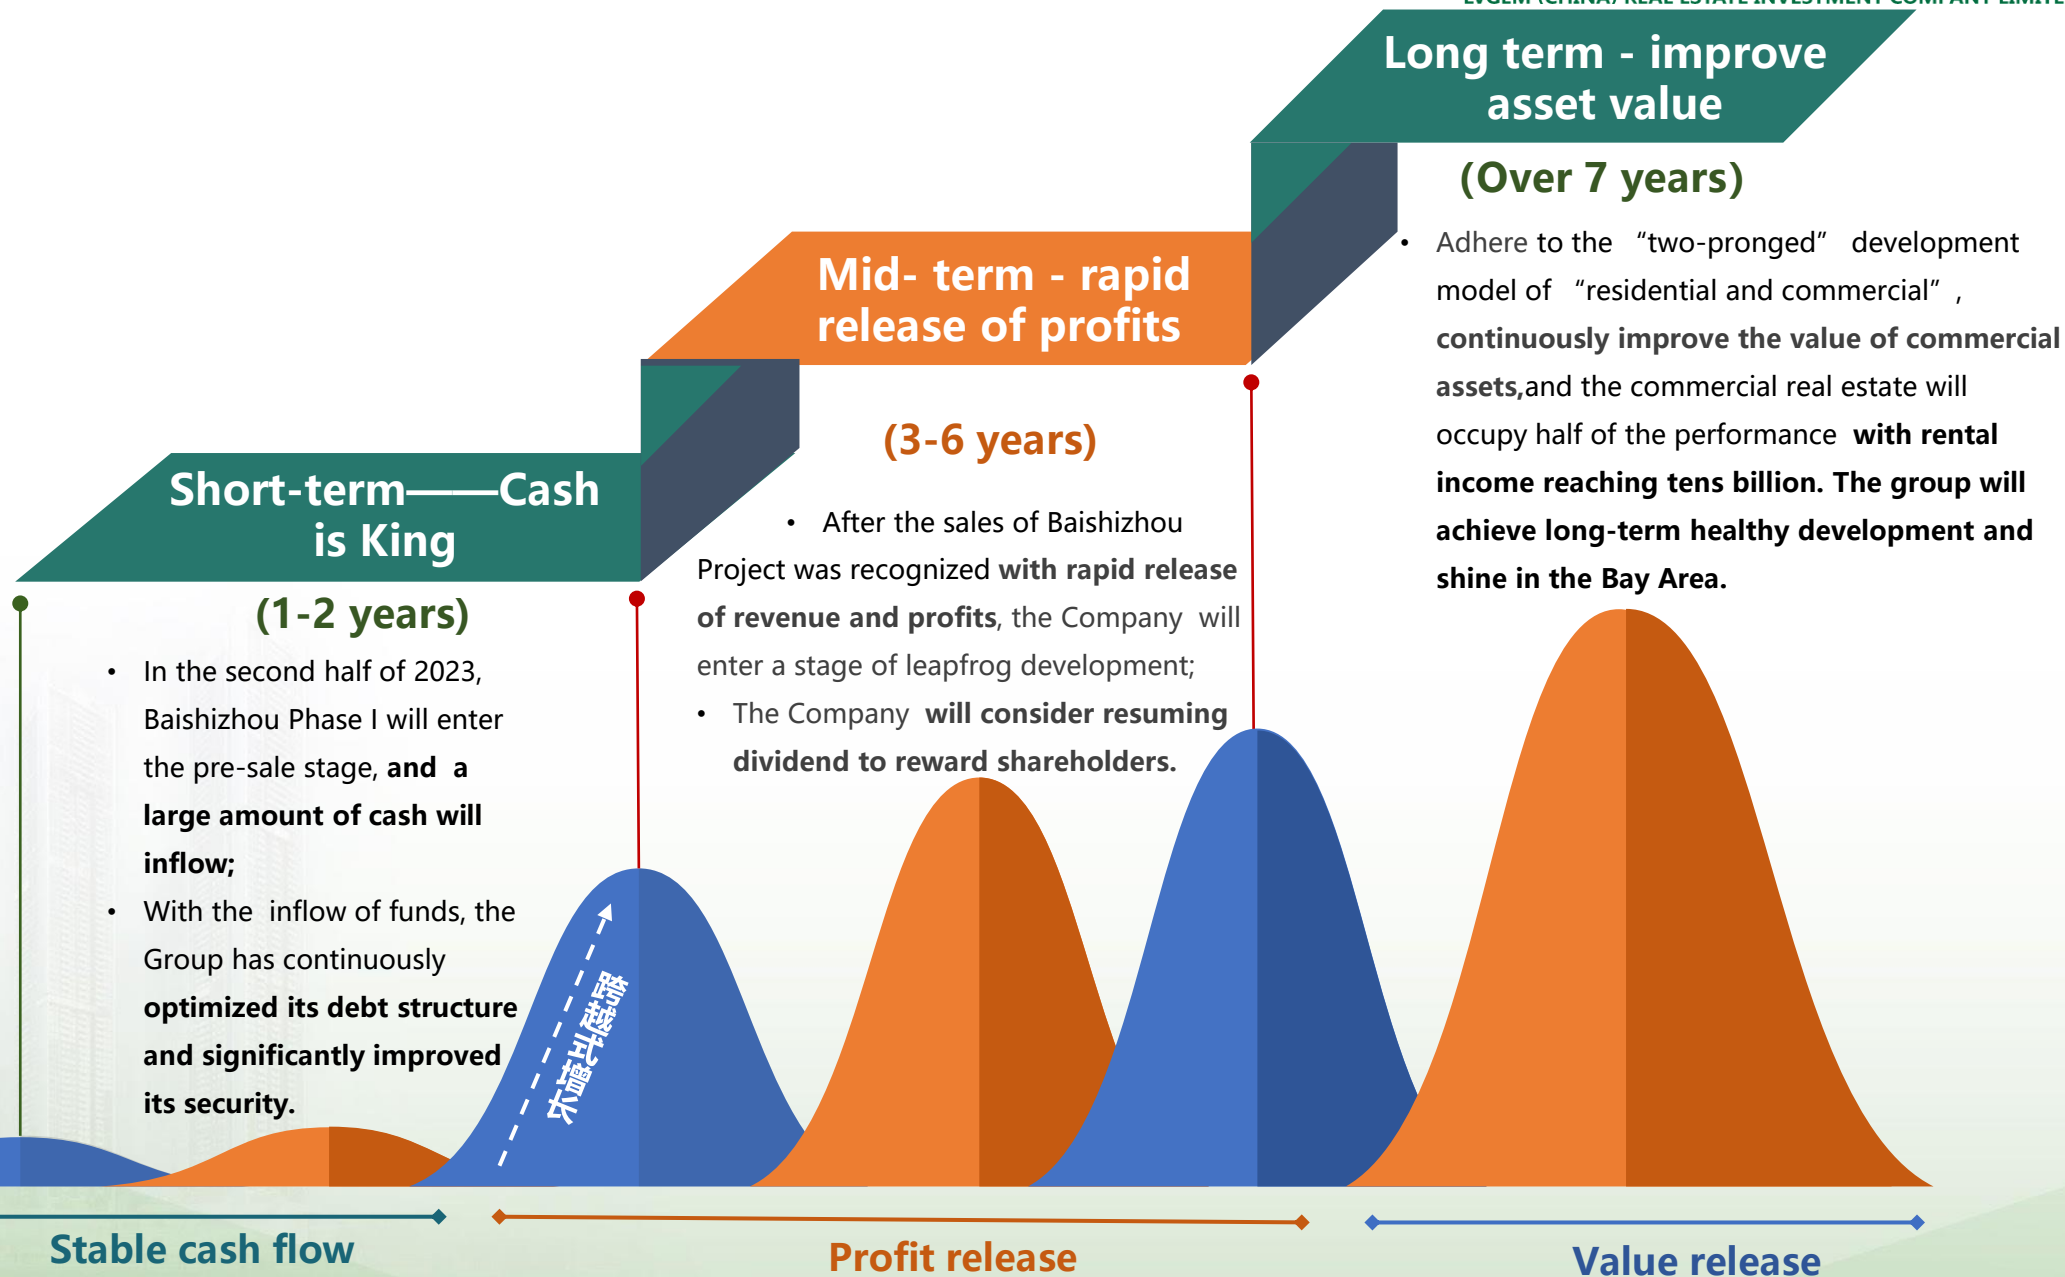 LVGEM (CHINA) REAL ESTATE INVESTMENT COMPANY LIMITE
Long term - improve
asset value
(Over 7 years)
• Adhere to the “two-pronged” development
model of “residential and commercial”,
continuously improve the value of commercial
assets,and the commercial real estate will
occupy half of the performance with rental
income reaching tens billion. The group will
achieve long-term healthy development and
shine in the Bay Area.
Mid- term - rapid
release of profits
(3-6 years)
• After the sales of Baishizhou
Project was recognized with rapid release
of revenue and profits, the Company will
enter a stage of leapfrog development;
• The Company will consider resuming
dividend to reward shareholders.
Short-term——Cash
is King
(1-2 years)
• In the second half of 2023,
Baishizhou Phase I will enter
the pre-sale stage, and a
large amount of cash will
inflow;
• With the inflow of funds, the
Group has continuously
optimized its debt structure
and significantly improved
its security.
Stable cash flow
Profit release
Value release